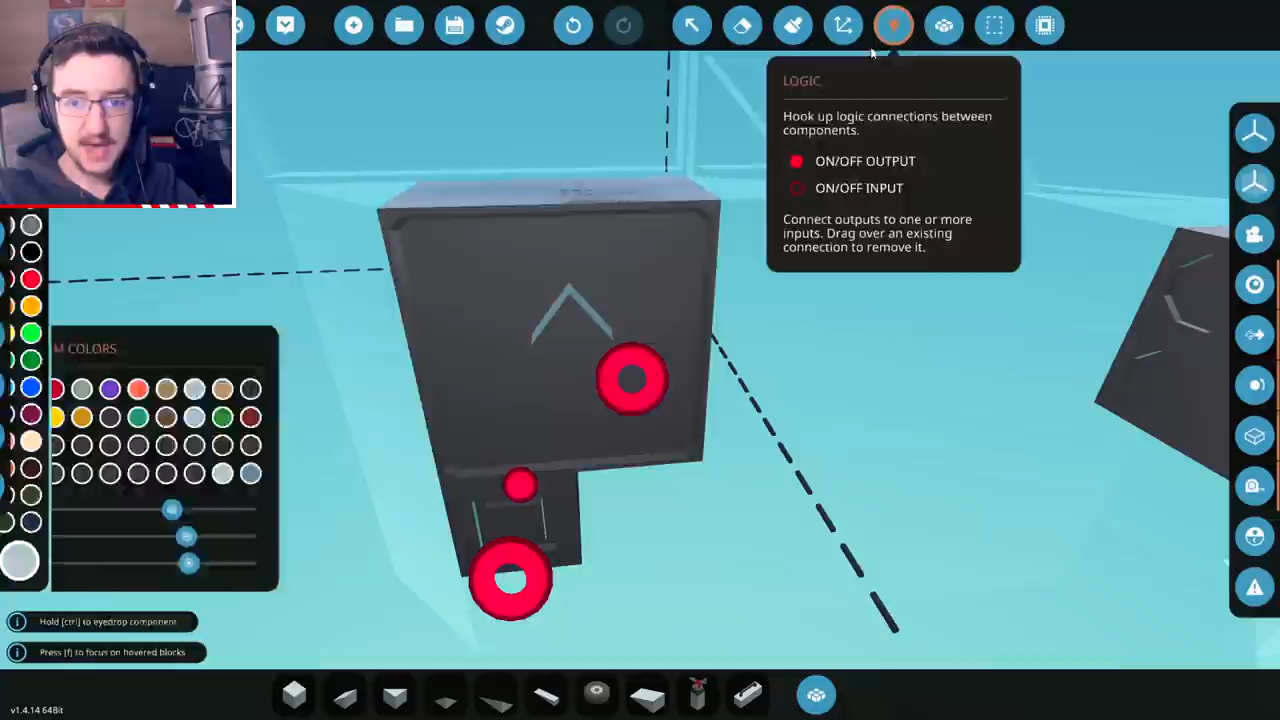 LOGIC
Hook up logic connections between
components.
ON/OFF OUTPUT
ON/OFF INPUT
Connect outputs to one or more
inputs. Drag over an existing
connection to remove it.
M COLORS
Hold [ctrl] to eyedrop component
Press [f] to focus on hovered blocks
v1.4.14 64Bit